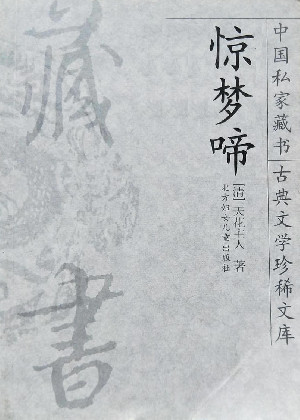 中国私家藏书
古典文学珍稀文库
惊梦啼
[清]天花主人 著
北方妇女儿童出版社
藏書